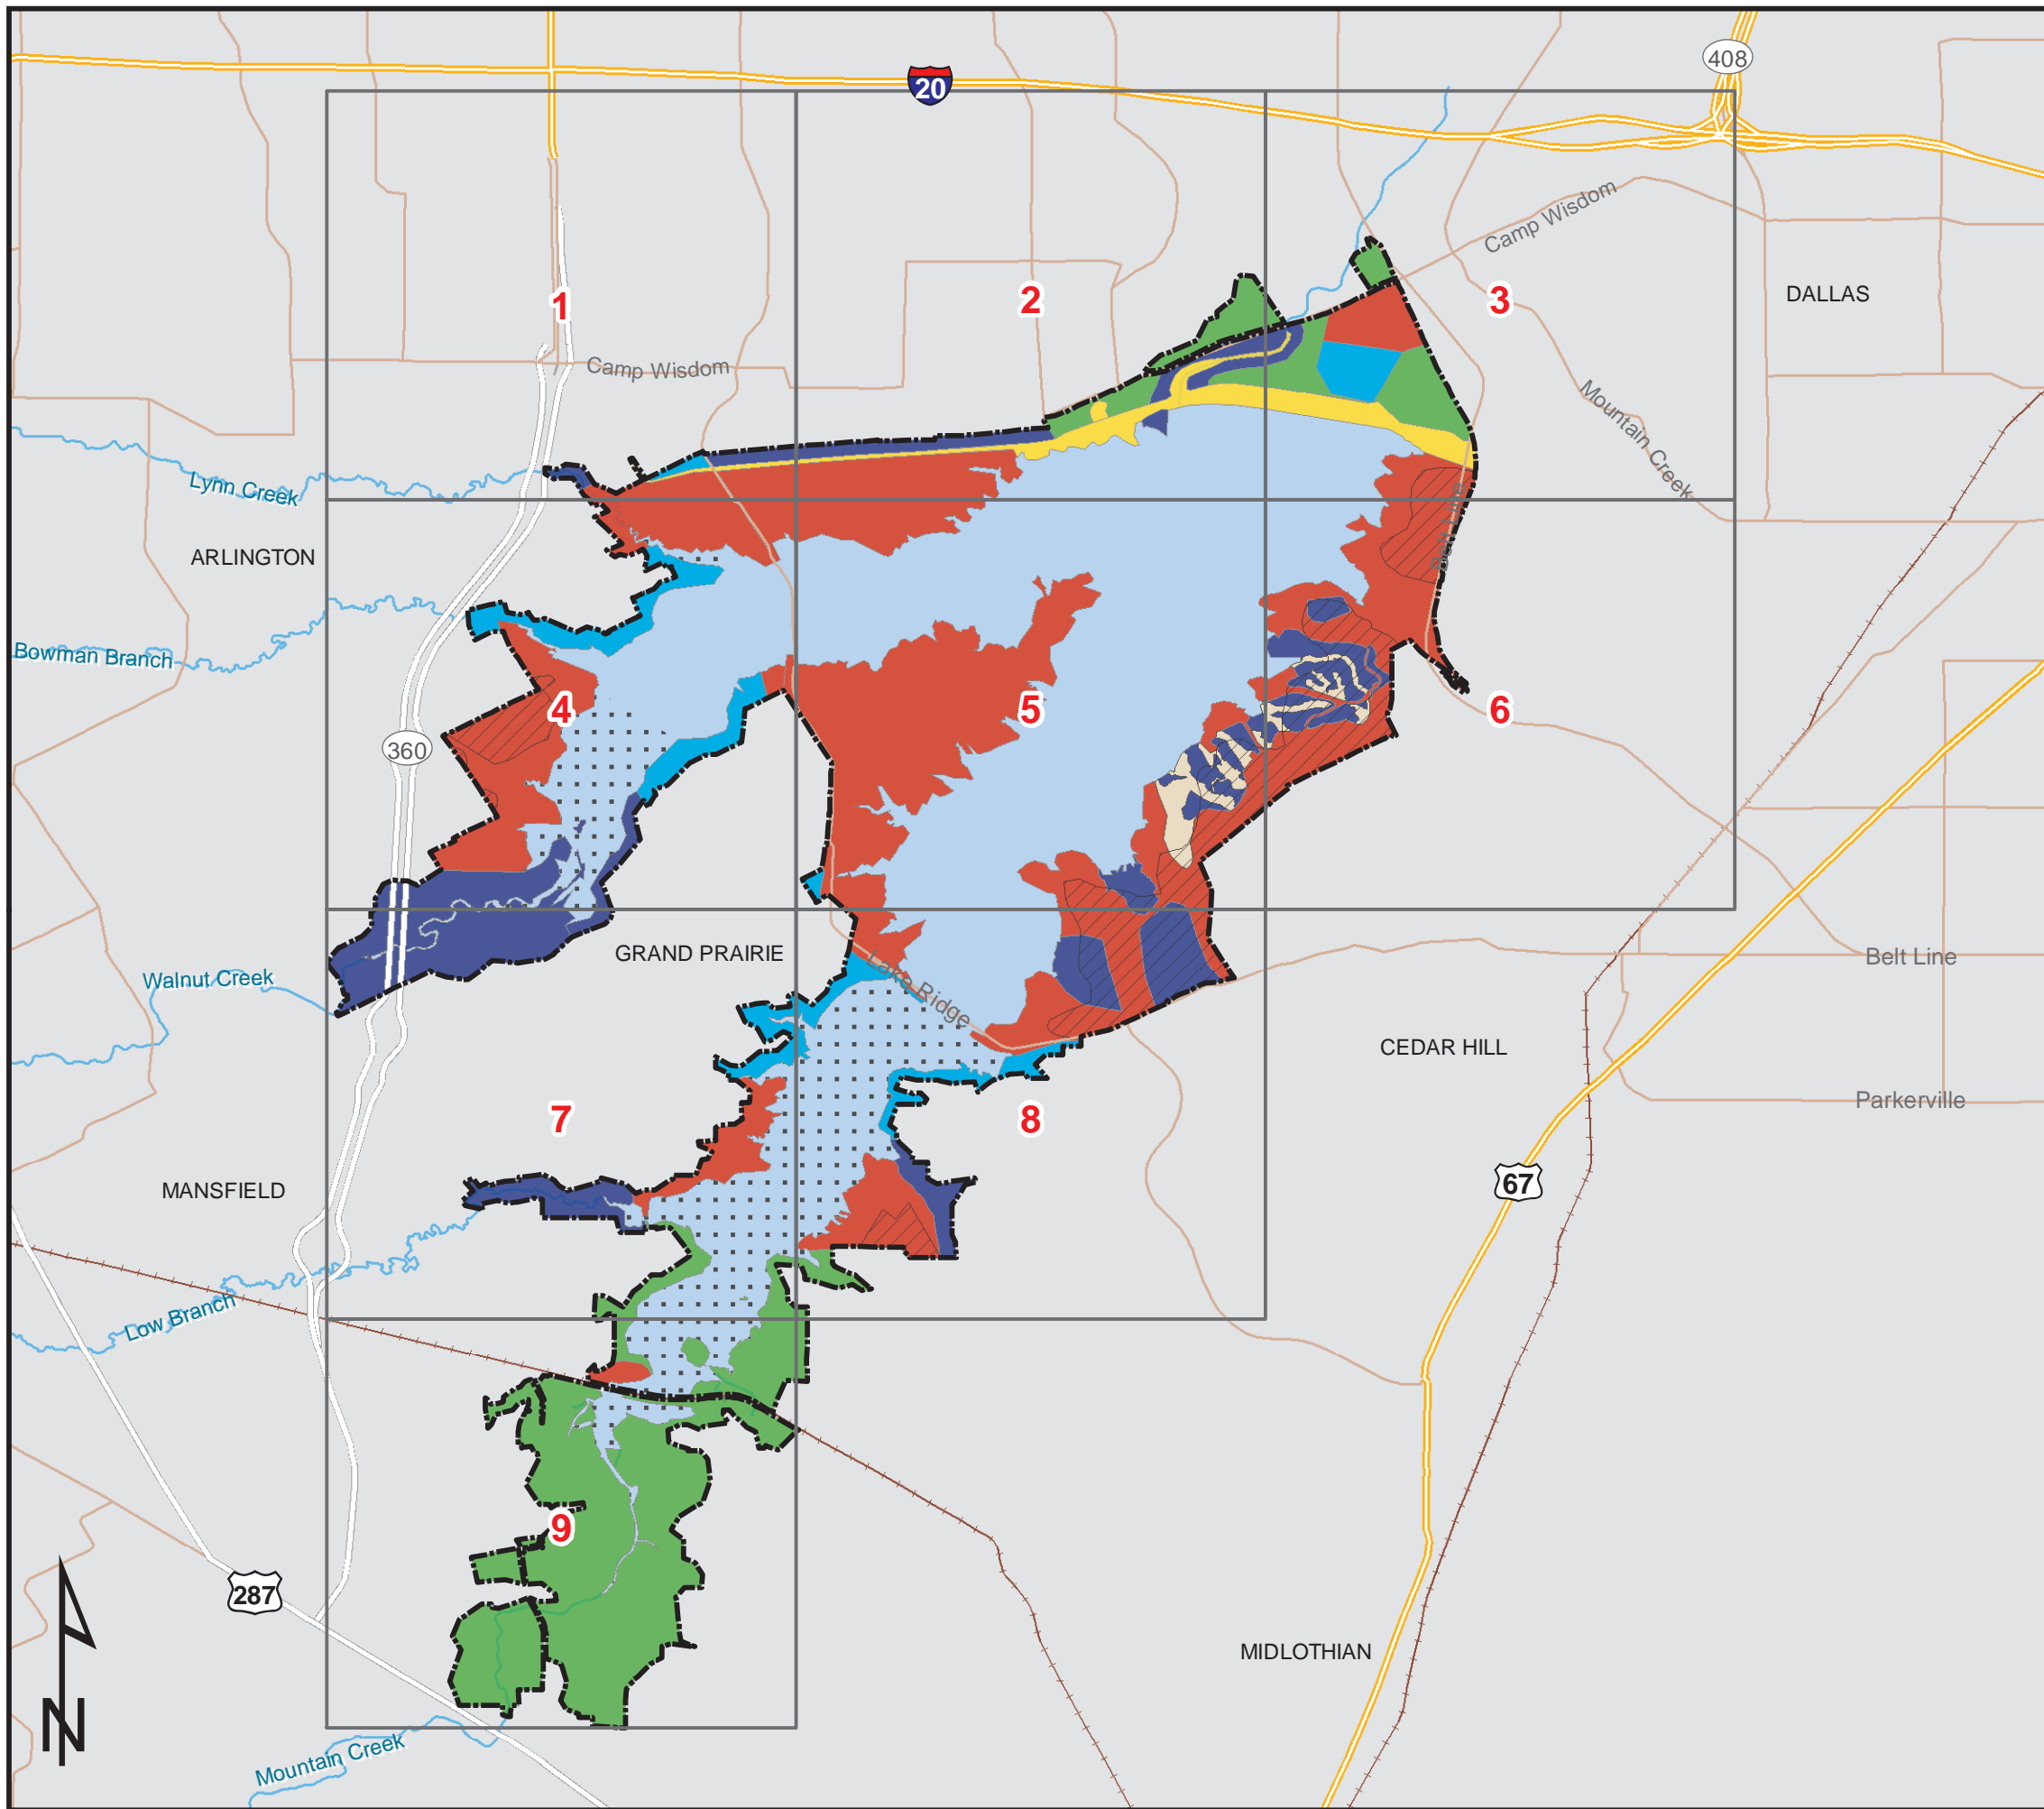 408
20
Camp Wisdom
1
2
3
DALLAS
Camp Wisdom
Mountain Creek
Lynn Creek
Belt Line
ARLINGTON
Bowman Branch
4
5
6
360
GRAND PRAIRIE
Walnut Creek
Lake Ridge
Belt Line
CEDAR HILL
Parkerville
7
8
MANSFIELD
67
Low Branch
9
287
MIDLOTHIAN
N
Mountain Creek